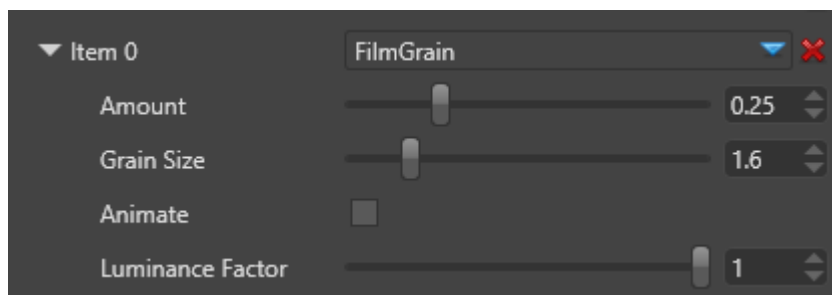 Item 0 FilmGrain
Amount 0.25
Grain Size 1.6
Animate
Luminance Factor 1